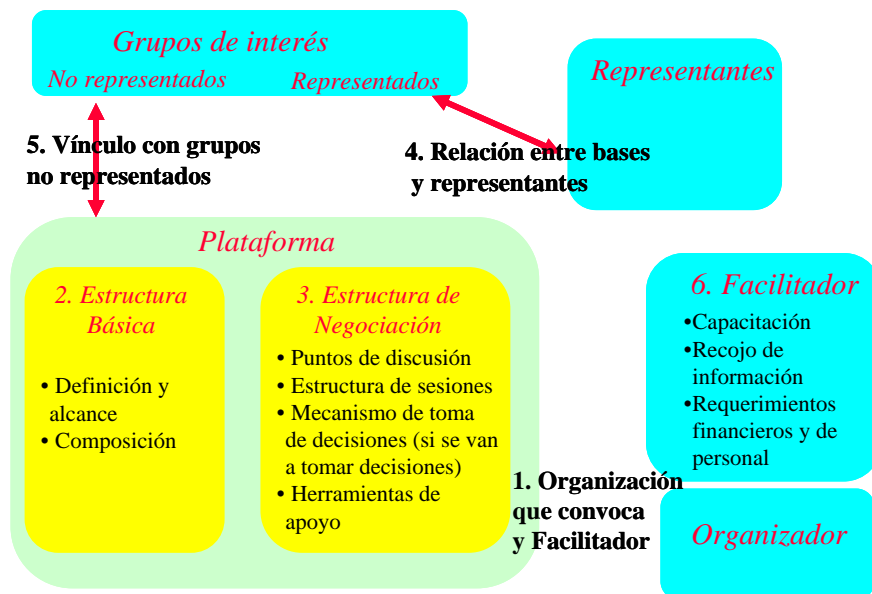 Grupos de interés
No representados Representados
Representantes
5. Vínculo con grupos
no representados
4. Relación entre bases
y representantes
Plataforma
2. Estructura
Básica
• Definición y
alcance
• Composición
3. Estructura de
Negociación
• Puntos de discusión
• Estructura de sesiones
• Mecanismo de toma
de decisiones (si se van
a tomar decisiones)
• Herramientas de
apoyo
6. Facilitador
•Capacitación
•Recojo de
información
•Requerimientos
financieros y de
personal
1. Organización
que convoca
y Facilitador
Organizador